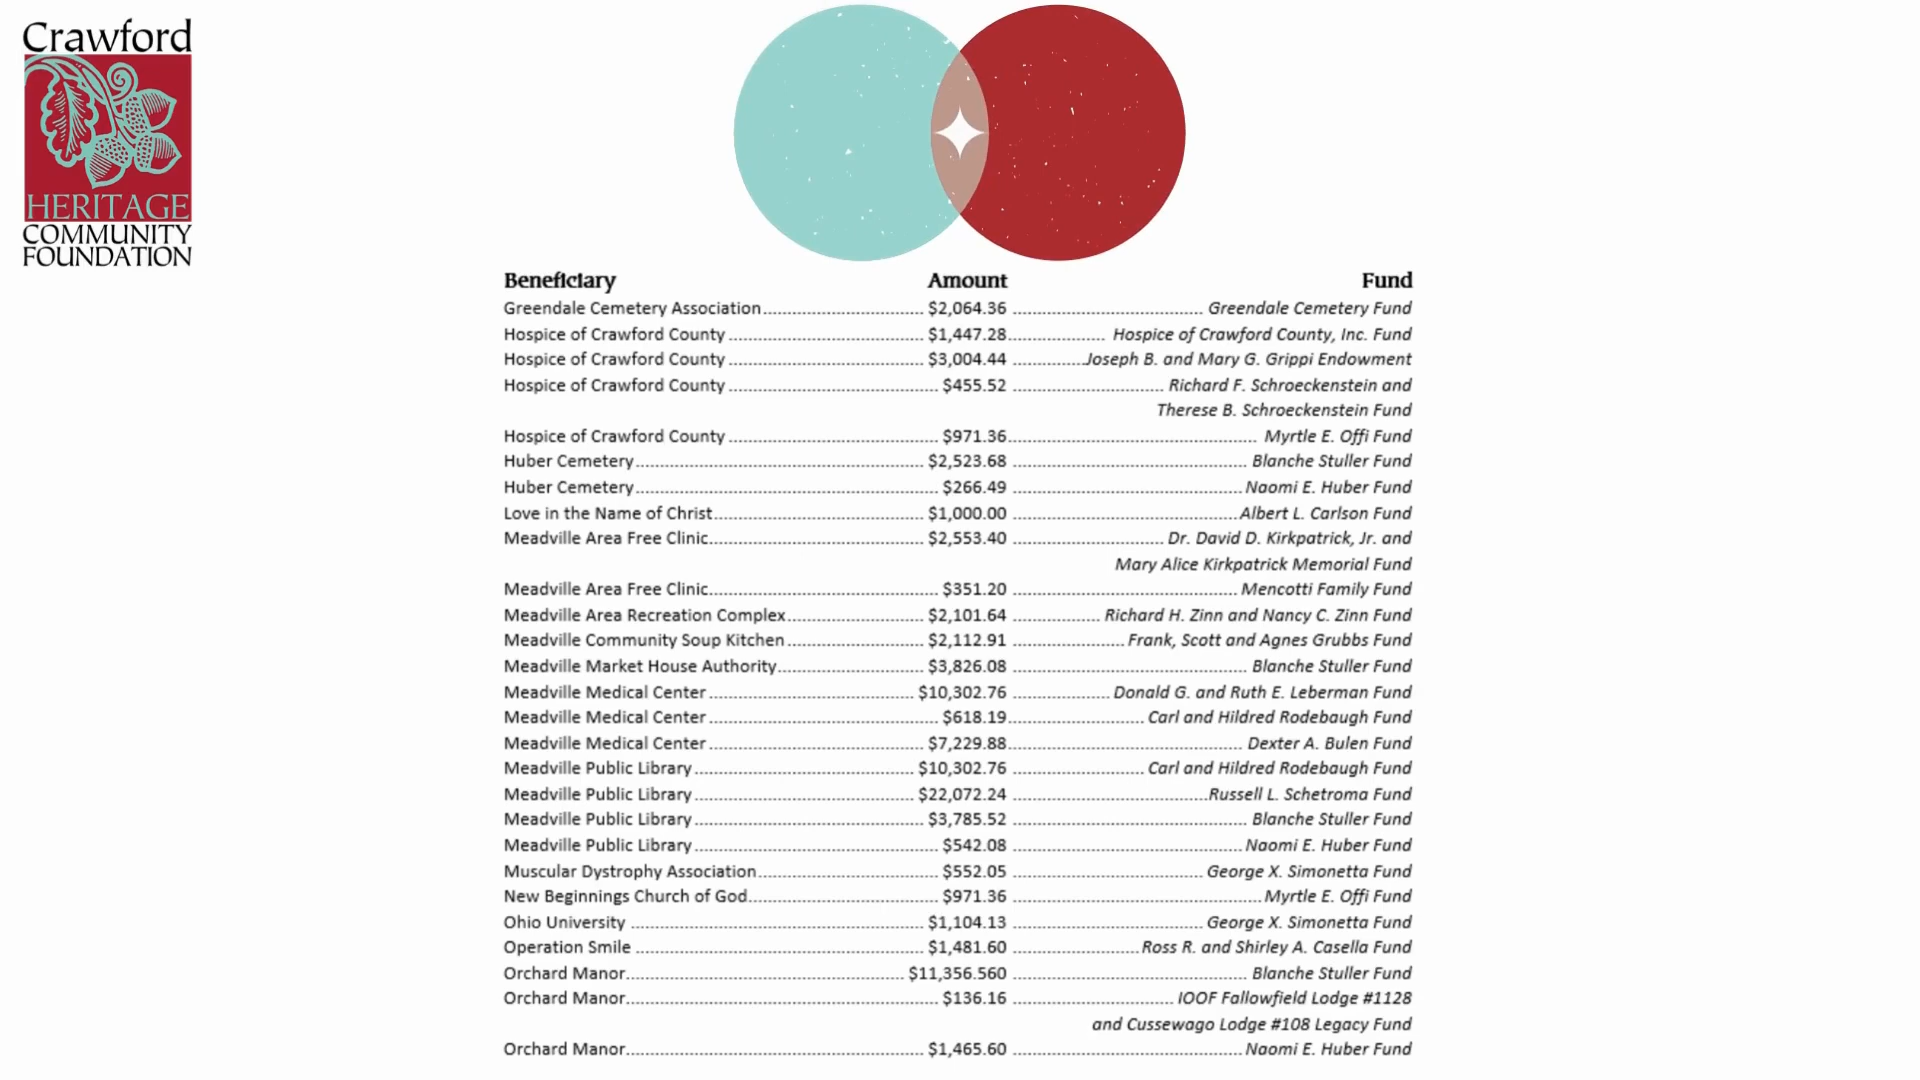 Crawford
HERITAGE
COMMUNITY
FOUNDATION
Beneficiary Amount Fund
Greendale Cemetery Association $2,064.36 Greendale Cemetery Fund
Hospice of Crawford County $1,447.28 Hospice of Crawford County, Inc. Fund
Hospice of Crawford County $3,004.44 Joseph B. and Mary G. Grippi Endowment
Hospice of Crawford County $455.52 Richard F. Schroeckenstein and
Therese B. Schroeckenstein Fund
Hospice of Crawford County $971.36 Myrtle E. Offi Fund
Huber Cemetery $2,523.68 Blanche Stuller Fund
Huber Cemetery $266.49 Naomi E. Huber Fund
Love in the Name of Christ $1,000.00 Albert L. Carlson Fund
Meadville Area Free Clinic $2,553.40 Dr. David D. Kirkpatrick, Jr. and
Mary Alice Kirkpatrick Memorial Fund
Meadville Area Free Clinic $351.20 Mencotti Family Fund
Meadville Area Recreation Complex $2,101.64 Richard H. Zinn and Nancy C. Zinn Fund
Meadville Community Soup Kitchen $2,112.91 Frank, Scott and Agnes Grubbs Fund
Meadville Market House Authority $3,826.08 Blanche Stuller Fund
Meadville Medical Center $10,302.76 Donald G. and Ruth E. Leberman Fund
Meadville Medical Center $618.19 Carl and Hildred Rodebaugh Fund
Meadville Medical Center $7,229.88 Dexter A. Bulen Fund
Meadville Public Library $10,302.76 Carl and Hildred Rodebaugh Fund
Meadville Public Library $22,072.24 Russell L. Schetroma Fund
Meadville Public Library $3,785.52 Blanche Stuller Fund
Meadville Public Library $542.08 Naomi E. Huber Fund
Muscular Dystrophy Association $552.05 George X. Simonetta Fund
New Beginnings Church of God $971.36 Myrtle E. Offi Fund
Ohio University $1,104.13 George X. Simonetta Fund
Operation Smile $1,481.60 Ross R. and Shirley A. Casella Fund
Orchard Manor $11,356.560 Blanche Stuller Fund
Orchard Manor $136.16 IOOF Fallowfield Lodge #1128
and Cussewago Lodge #108 Legacy Fund
Orchard Manor $1,465.60 Naomi E. Huber Fund